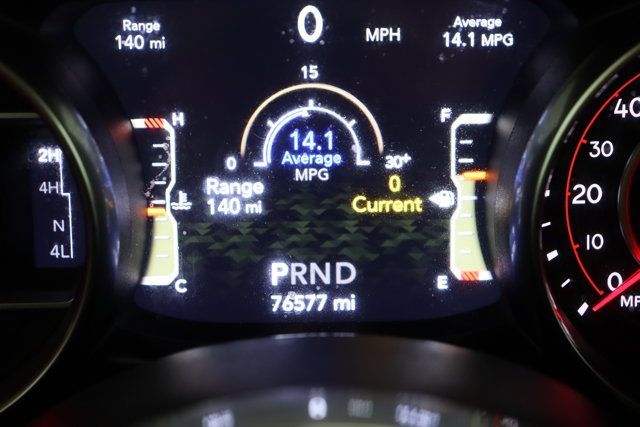 Range
140 mi
0
MPH
Average
14.1 MPG
15
14.1
Average
MPG
0
30+
Range
140 mi
0
Current
H
C
F
E
2H
4H
N
4L
40
30
20
10
0
PRND
76577 mi